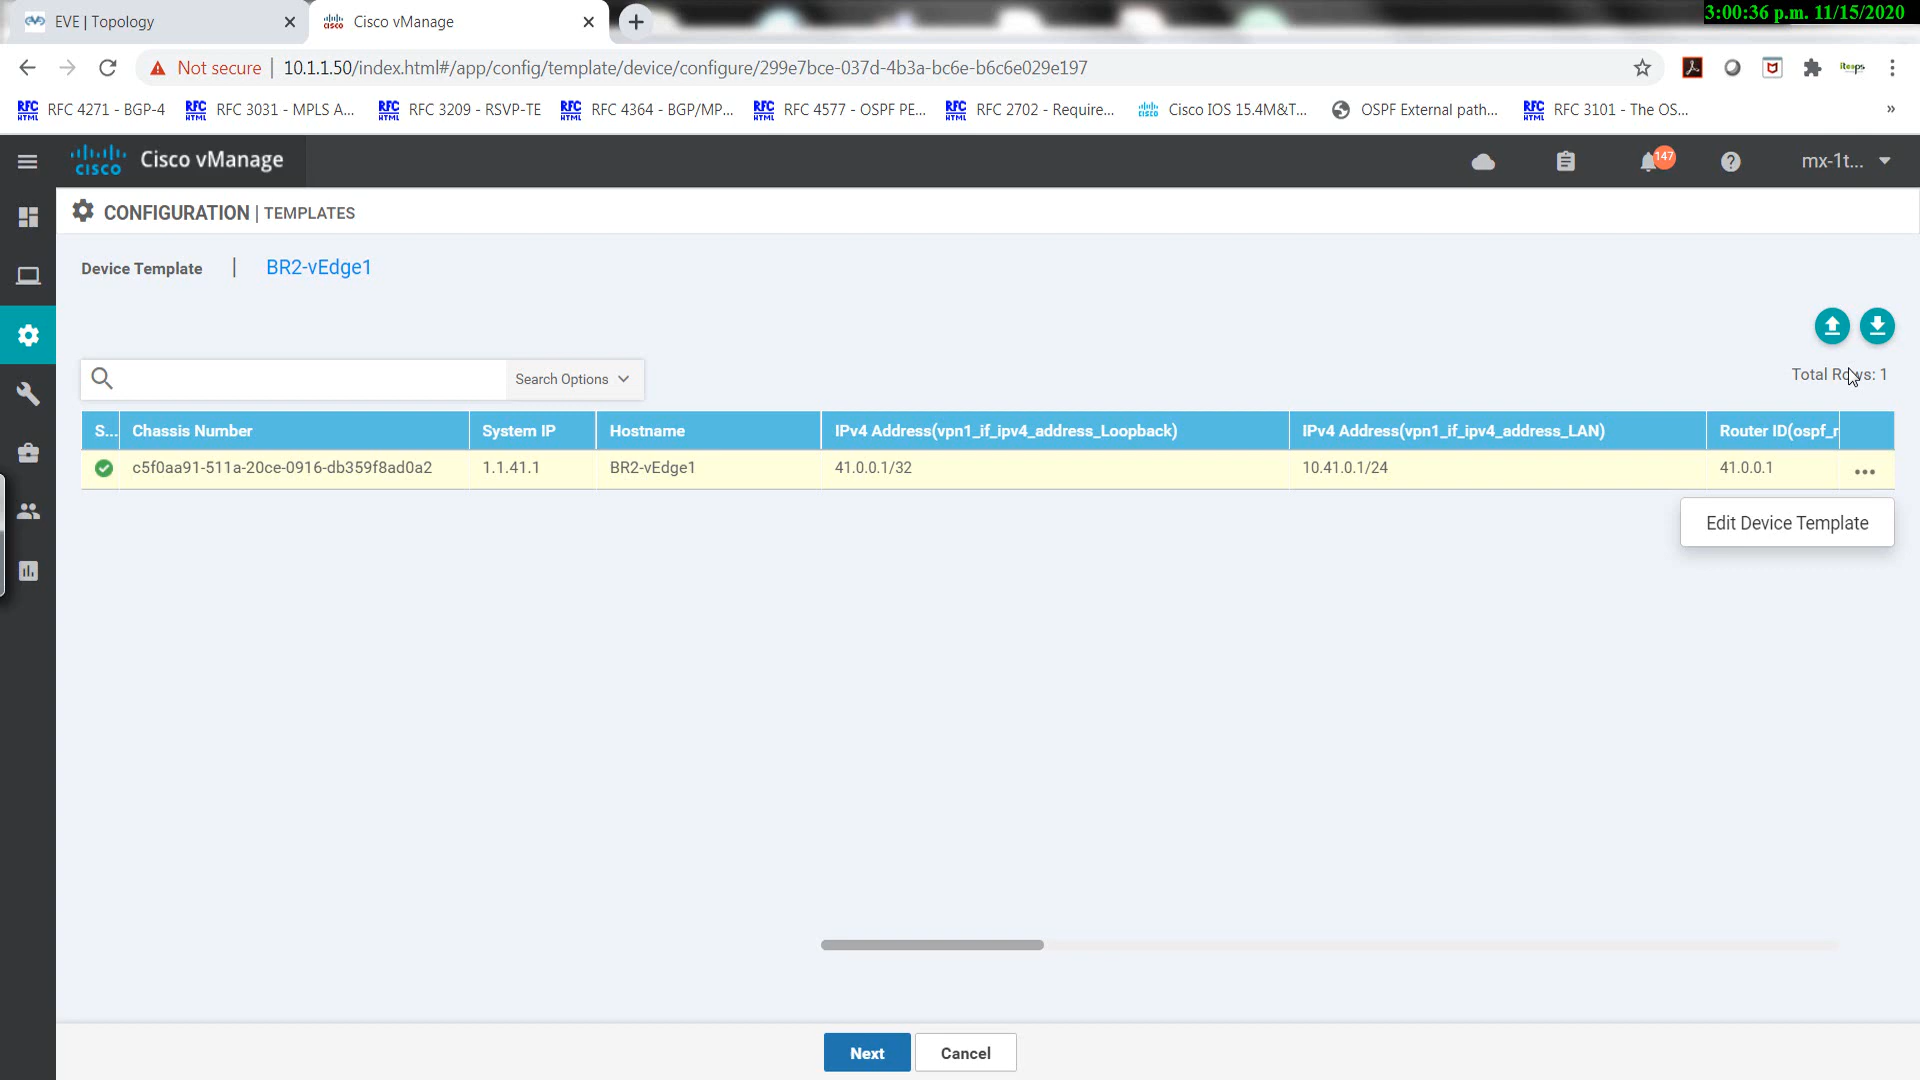 3:00:36 p.m. 11/15/2020
EVE | Topology
Cisco vManage
Not secure | 10.1.1.50/index.html#/app/config/template/device/configure/299e7bce-037d-4b3a-bc6e-b6c6e029e197
RFC 4271 - BGP-4
RFC 3031 - MPLS A...
RFC 3209 - RSVP-TE
RFC 4364 - BGP/MP...
RFC 4577 - OSPF PE...
RFC 2702 - Require...
Cisco IOS 15.4M&T...
OSPF External path...
RFC 3101 - The OS...
»
cisco Cisco vManage
147
mx-1t...
CONFIGURATION | TEMPLATES
Device Template | BR2-vEdge1
Search Options
Total Rows: 1
S... Chassis Number System IP Hostname IPv4 Address(vpn1_if_ipv4_address_Loopback) IPv4 Address(vpn1_if_ipv4_address_LAN) Router ID(ospf_r
c5f0aa91-511a-20ce-0916-db359f8ad0a2 1.1.41.1 BR2-vEdge1 41.0.0.1/32 10.41.0.1/24 41.0.0.1 •••
Edit Device Template
Next Cancel